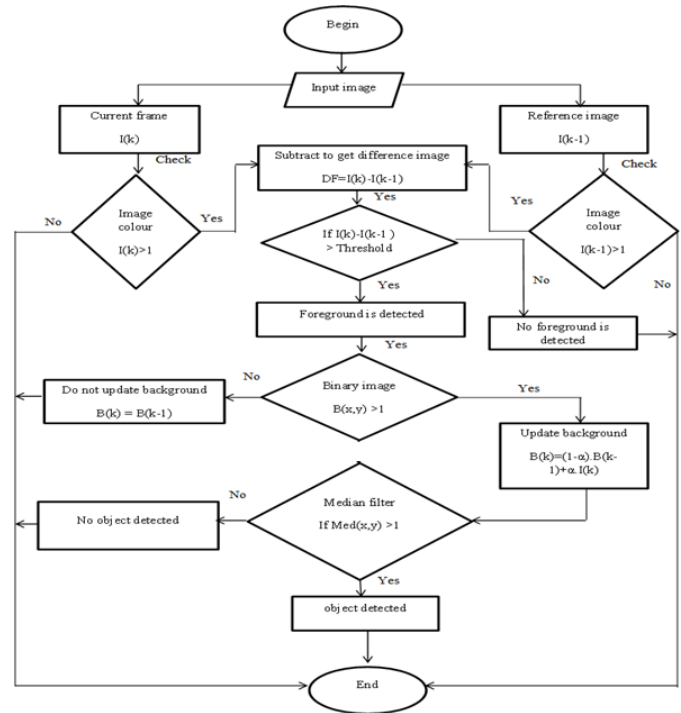 Begin
Input image
Current frame
I(k)
Reference image
I(k-1)
Check
Check
Subtract to get difference image
DF=I(k)-I(k-1)
No
Image
colour
I(k)>1
Yes
Yes
If I(k)-I(k-1 )
> Threshold
Yes
Image
colour
I(k-1)>1
No
No
Yes
Foreground is detected
No foreground is
detected
Yes
Do not update background
B(k) = B(k-1)
No
Binary image
B(x,y) >1
Yes
Update background
B(k)=(1-α).B(k-
1)+α.I(k)
No object detected
No
Median filter
If Med(x,y) >1
Yes
object detected
End